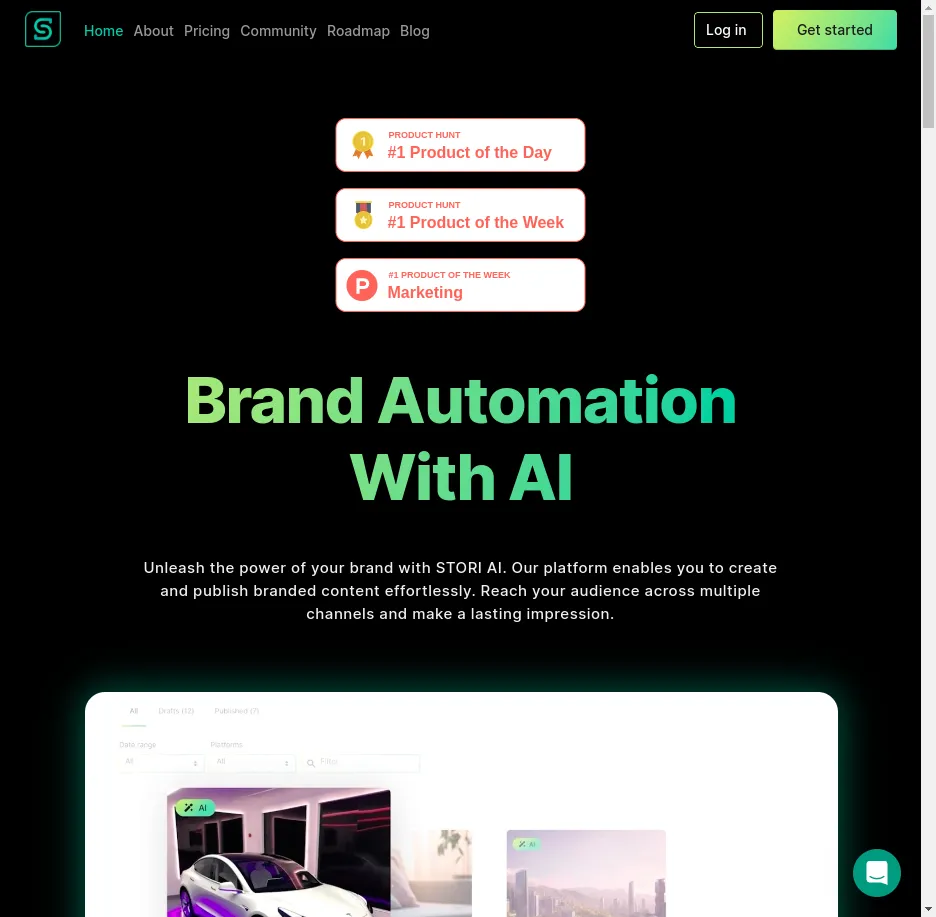 S
Home About Pricing Community Roadmap Blog
Log in
Get started
1
PRODUCT HUNT
#1 Product of the Day
PRODUCT HUNT
#1 Product of the Week
P
#1 PRODUCT OF THE WEEK
Marketing
Brand Automation
With AI
Unleash the power of your brand with STORI AI. Our platform enables you to create
and publish branded content effortlessly. Reach your audience across multiple
channels and make a lasting impression.
All Drafts (12) Published (7)
Date range Platforms
All All Filter
AI
AI